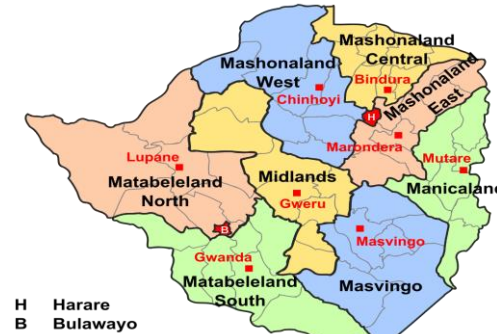 Mashonaland
Central
Mashonaland
West
Bindura
Chinhoyi
Mashonaland
East
H
Marondera
Mutare
Lupane
Midlands
Manicaland
Matabeleland
North
Gweru
B
Masvingo
Gwanda
Matabeleland
South
Masvingo
H Harare
B Bulawayo